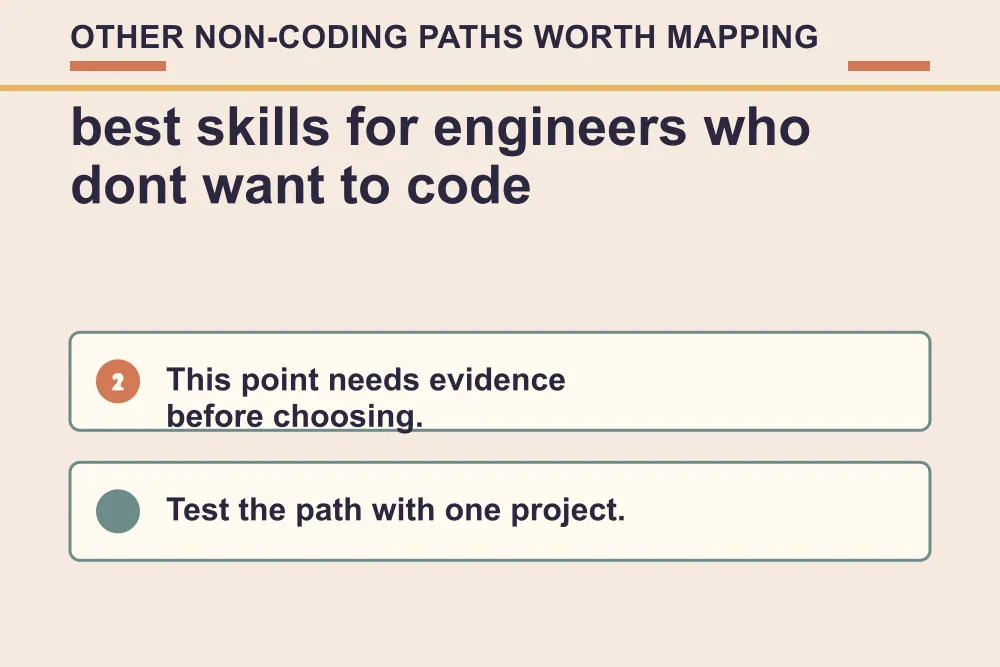 OTHER NON-CODING PATHS WORTH MAPPING
best skills for engineers who
dont want to code
2
This point needs evidence
before choosing.
Test the path with one project.